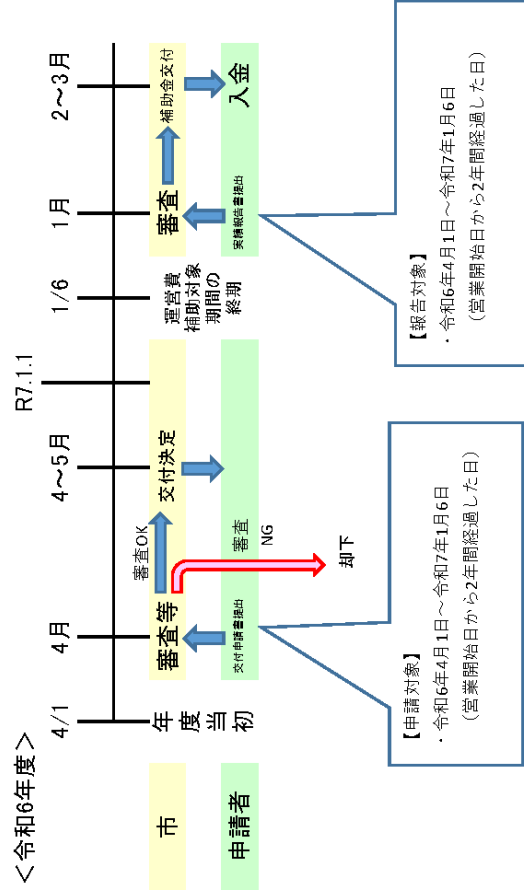 ＜令和6年度＞
R7.1.1
4/1
4月
4～5月
1/6
1月
2～3月
市
年度当初
審査等
審査OK
交付決定
運営費
補助対象
期間の
終期
審査
補助金交付
申請者
交付申請書提出
審査
NG
却下
実績報告書提出
入金
【申請対象】
・令和6年4月1日～令和7年1月6日
（営業開始日から2年間経過した日）
【報告対象】
・令和6年4月1日～令和7年1月6日
（営業開始日から2年間経過した日）